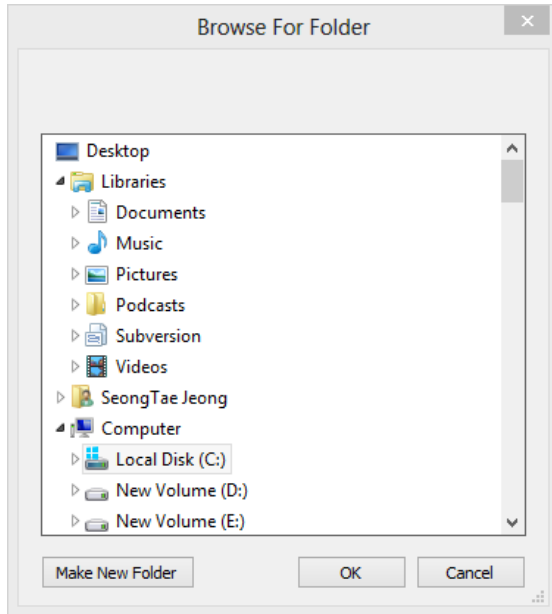 Browse For Folder
Desktop
Libraries
Documents
Music
Pictures
Podcasts
Subversion
Videos
SeongTae Jeong
Computer
Local Disk (C:)
New Volume (D:)
New Volume (E:)
Make New Folder OK Cancel